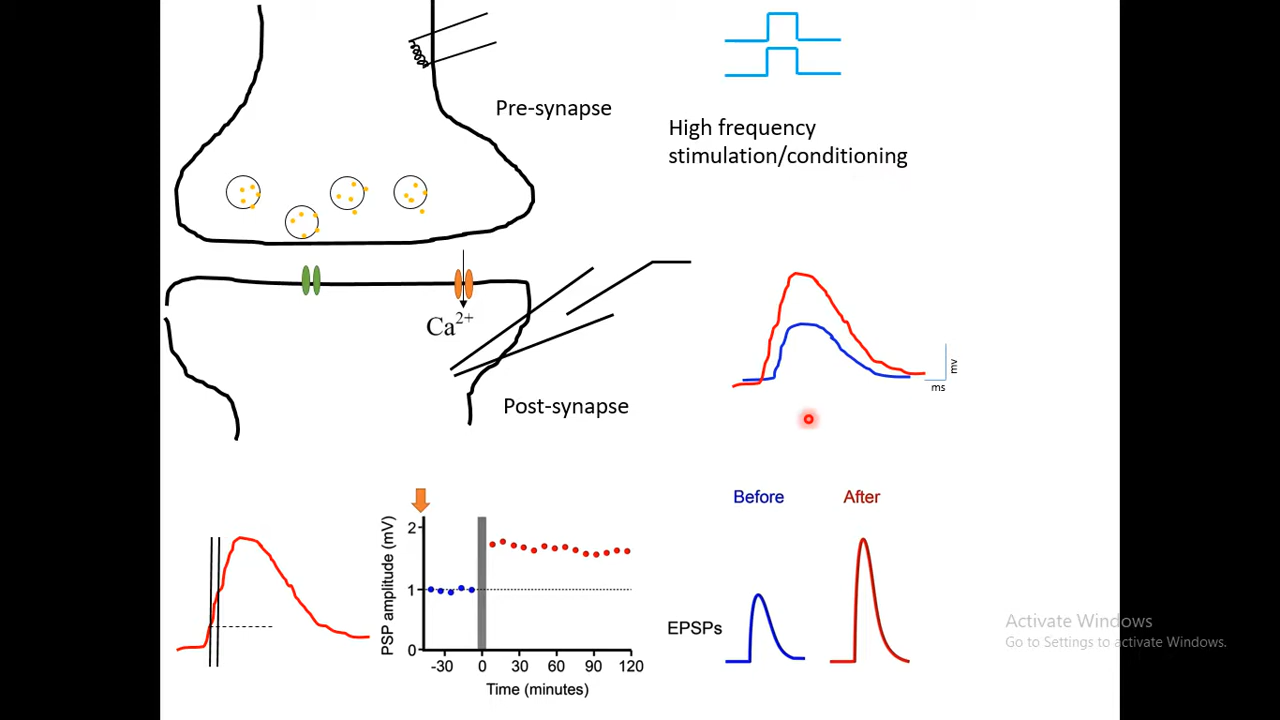 Pre-synapse
High frequency
stimulation/conditioning
Ca2+
Post-synapse
mv
ms
Before
After
EPSPs
PSP amplitude (mV)
2
1
0
-30 0 30 60 90 120
Time (minutes)
Activate Windows
Go to Settings to activate Windows.